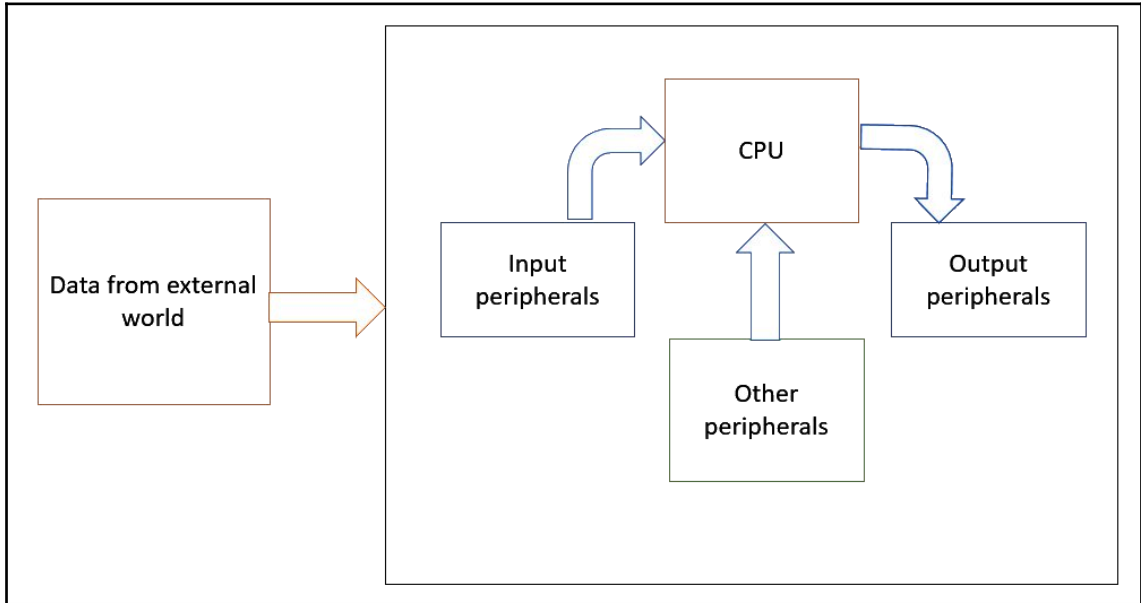 Data from external
world
Input
peripherals
CPU
Other
peripherals
Output
peripherals